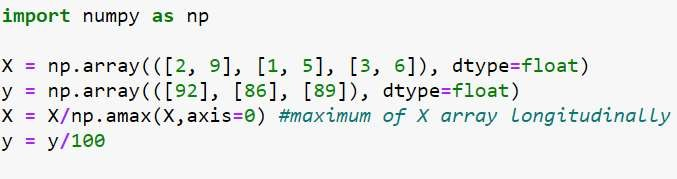 import numpy as np
X = np.array(([2, 9], [1, 5], [3, 6]), dtype=float)
y = np.array(([92], [86], [89]), dtype=float)
X = X/np.amax(X,axis=0) #maximum of X array longitudinally
y = y/100